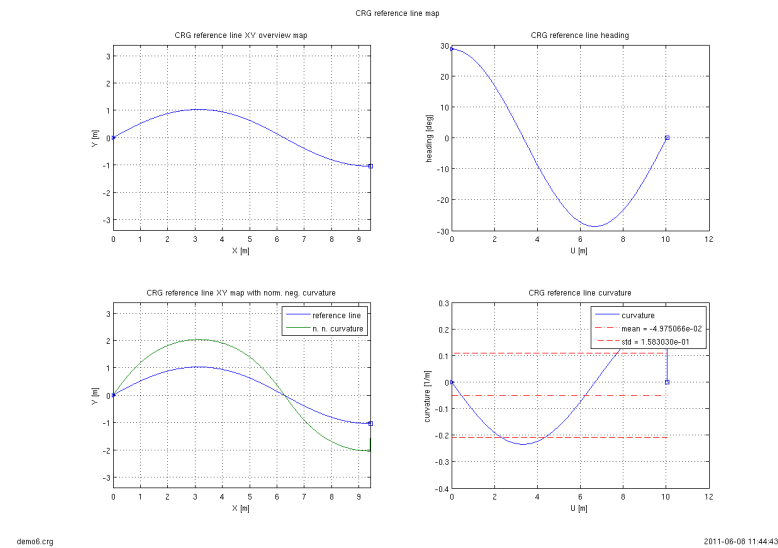 CRG reference line map
CRG reference line XY overview map
3
2
1
0
-1
-2
-3
Y [m]
0 1 2 3 4 5 6 7 8 9
X [m]
CRG reference line heading
30
20
10
0
-10
-20
-30
heading [deg]
0 2 4 6 8 10 12
U [m]
CRG reference line XY map with norm. neg. curvature
reference line
n. n. curvature
3
2
1
0
-1
-2
-3
Y [m]
0 1 2 3 4 5 6 7 8 9
X [m]
CRG reference line curvature
curvature
mean = -4.975066e-02
std = 1.583030e-01
0.3
0.2
0.1
0
-0.1
-0.2
-0.3
-0.4
curvature [1/m]
0 2 4 6 8 10 12
U [m]
demo6.crg
2011-06-08 11:44:43